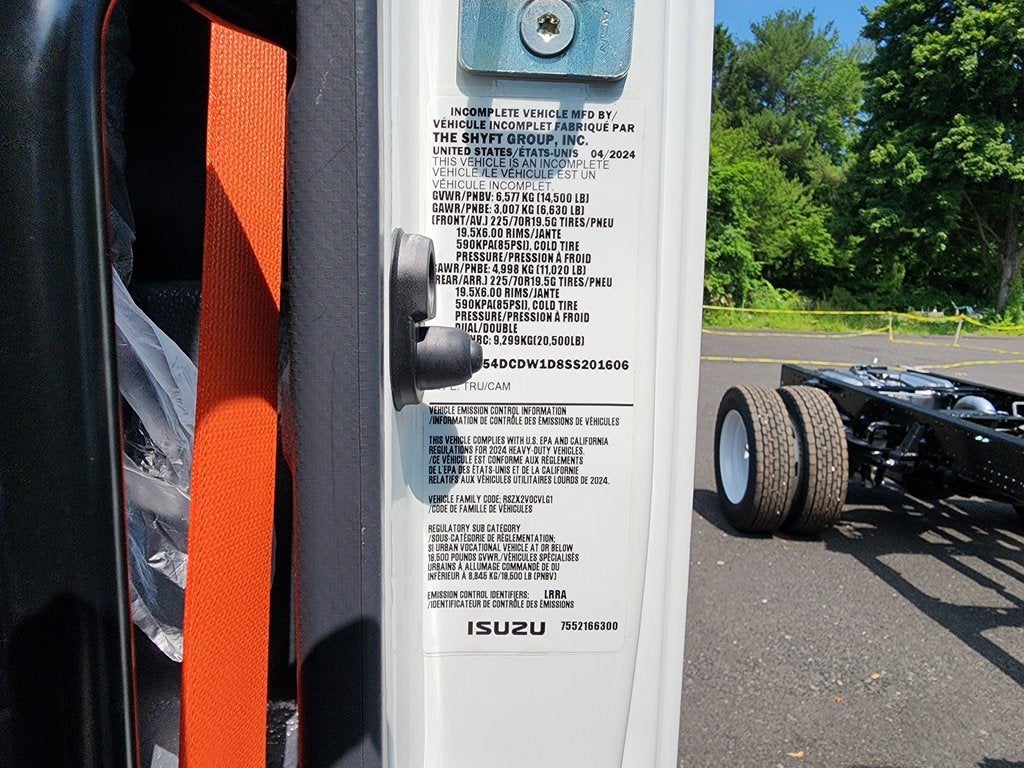 INCOMPLETE VEHICLE MFD BY/
VÉHICULE INCOMPLET FABRIQUÉ PAR
THE SHYFT GROUP, INC.
UNITED STATES/ÉTATS-UNIS 04/2024
THIS VEHICLE IS AN INCOMPLETE
VEHICLE /LE VÉHICULE EST UN
VÉHICULE INCOMPLET.
GVWR/PNBV: 6,577 KG (14,500 LB)
GAWR/PNBE: 3,007 KG (6,630 LB)
(FRONT/AV.) 225/70R19.5G TIRES/PNEU
19.5X6.00 RIMS/JANTE
590KPA(85PSI), COLD TIRE
PRESSURE/PRESSION À FROID
AWR/PNBE: 4,998 KG (11,020 LB)
REAR/ARR.) 225/70R19.5G TIRES/PNEU
19.5X6.00 RIMS/JANTE
590KPA(85PSI), COLD TIRE
PRESSURE/PRESSION À FROID
DUAL/DOUBLE
BC: 9,299KG(20,500LB)
54DCDW1D8SS201606
TRU/CAM
VEHICLE EMISSION CONTROL INFORMATION
/INFORMATION DE CONTRÔLE DES ÉMISSIONS DE VÉHICULES
THIS VEHICLE COMPLIES WITH U.S. EPA AND CALIFORNIA
REGULATIONS FOR 2024 HEAVY-DUTY VEHICLES.
/CE VÉHICULE EST CONFORME AUX RÈGLEMENTS
DE L'EPA DES ÉTATS-UNIS ET DE LA CALIFORNIE
RELATIFS AUX VÉHICULES UTILITAIRES LOURDS DE 2024.
VEHICLE FAMILY CODE: RSZX2VOCVLG1
/CODE DE FAMILLE DE VÉHICULES
REGULATORY SUB CATEGORY
/SOUS-CATÉGORIE DE RÉGLEMENTATION:
SI URBAN VOCATIONAL VEHICLE AT OR BELOW
19,500 POUNDS GVWR./VÉHICULES SPÉCIALISÉS
URBAINS À ALLUMAGE COMMANDÉ DE OU
INFÉRIEUR À 8,845 KG/19,500 LB (PNBV)
EMISSION CONTROL IDENTIFIERS: LRRA
/IDENTIFICATEUR DE CONTRÔLE DES ÉMISSIONS
ISUZU 7552166300